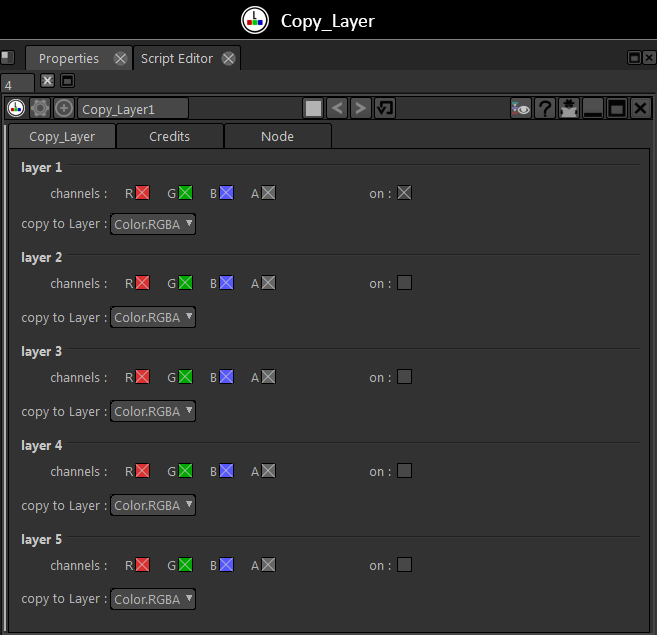 Copy_Layer
Properties Script Editor
4
Copy_Layer1
Copy_Layer Credits Node
layer 1
channels : R G B A on :
copy to Layer : Color.RGBA
layer 2
channels : R G B A on :
copy to Layer : Color.RGBA
layer 3
channels : R G B A on :
copy to Layer : Color.RGBA
layer 4
channels : R G B A on :
copy to Layer : Color.RGBA
layer 5
channels : R G B A on :
copy to Layer : Color.RGBA